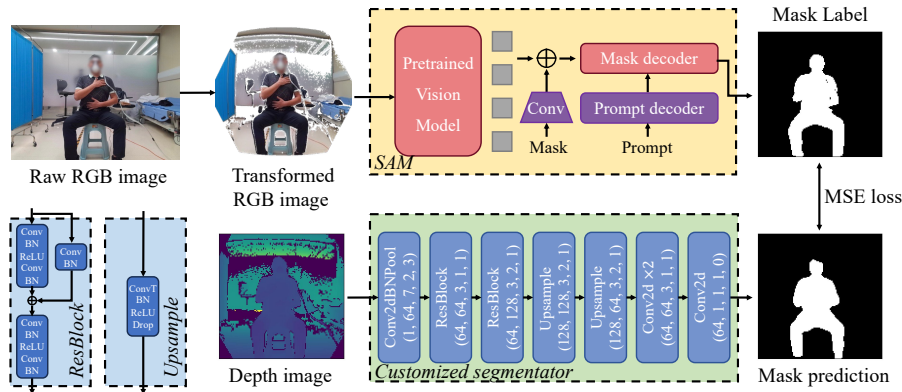 Mask Label
Pretrained
Vision
Model
Mask decoder
Conv
Prompt decoder
Mask
Prompt
SAM
Raw RGB image
Transformed
RGB image
MSE loss
Conv
BN
ReLU
Conv
BN
Conv
BN
Conv
BN
ReLU
Conv
BN
ResBlock
ConvT
BN
ReLU
Drop
Upsample
Depth image
Conv2dBNPool
(1, 64, 7, 2, 3)
ResBlock
(64, 64, 3, 1, 1)
ResBlock
(64, 128, 3, 2, 1)
Upsample
(128, 128, 3, 2, 1)
Upsample
(128, 64, 3, 2, 1)
Conv2d ×2
(64, 64, 3, 1, 1)
Conv2d
(64, 1, 1, 1, 0)
Customized segmentator
Mask prediction